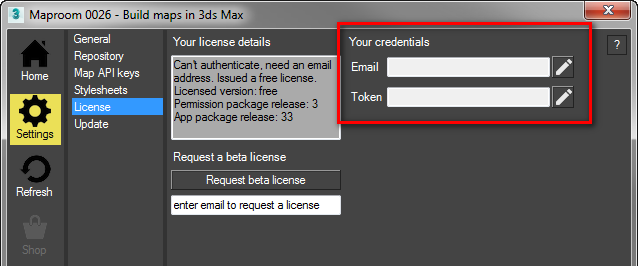 3 Maproom 0026 - Build maps in 3ds Max
Home
Settings
Refresh
Shop
General
Repository
Map API keys
Stylesheets
License
Update
Your license details
Can't authenticate, need an email
address. Issued a free license.
Licensed version: free
Permission package release: 3
App package release: 33
Request a beta license
Request beta license
enter email to request a license
Your credentials
Email
Token
?